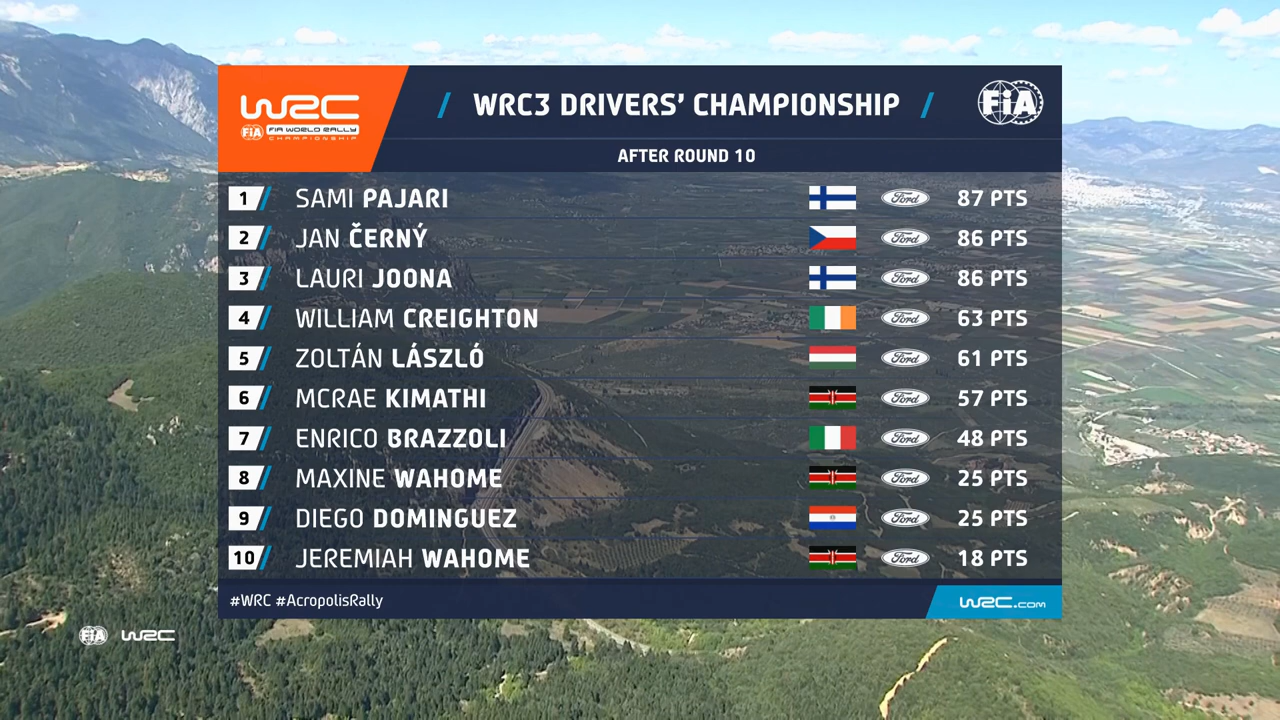 WRC
FIA FIA WORLD RALLY
CHAMPIONSHIP
/ WRC3 DRIVERS' CHAMPIONSHIP /
FIA
AFTER ROUND 10
1 SAMI PAJARI Ford 87 PTS
2 JAN ČERNÝ Ford 86 PTS
3 LAURI JOONA Ford 86 PTS
4 WILLIAM CREIGHTON Ford 63 PTS
5 ZOLTÁN LÁSZLÓ Ford 61 PTS
6 MCRAE KIMATHI Ford 57 PTS
7 ENRICO BRAZZOLI Ford 48 PTS
8 MAXINE WAHOME Ford 25 PTS
9 DIEGO DOMINGUEZ Ford 25 PTS
10 JEREMIAH WAHOME Ford 18 PTS
#WRC #AcropolisRally WRC.COM
FIA WRC